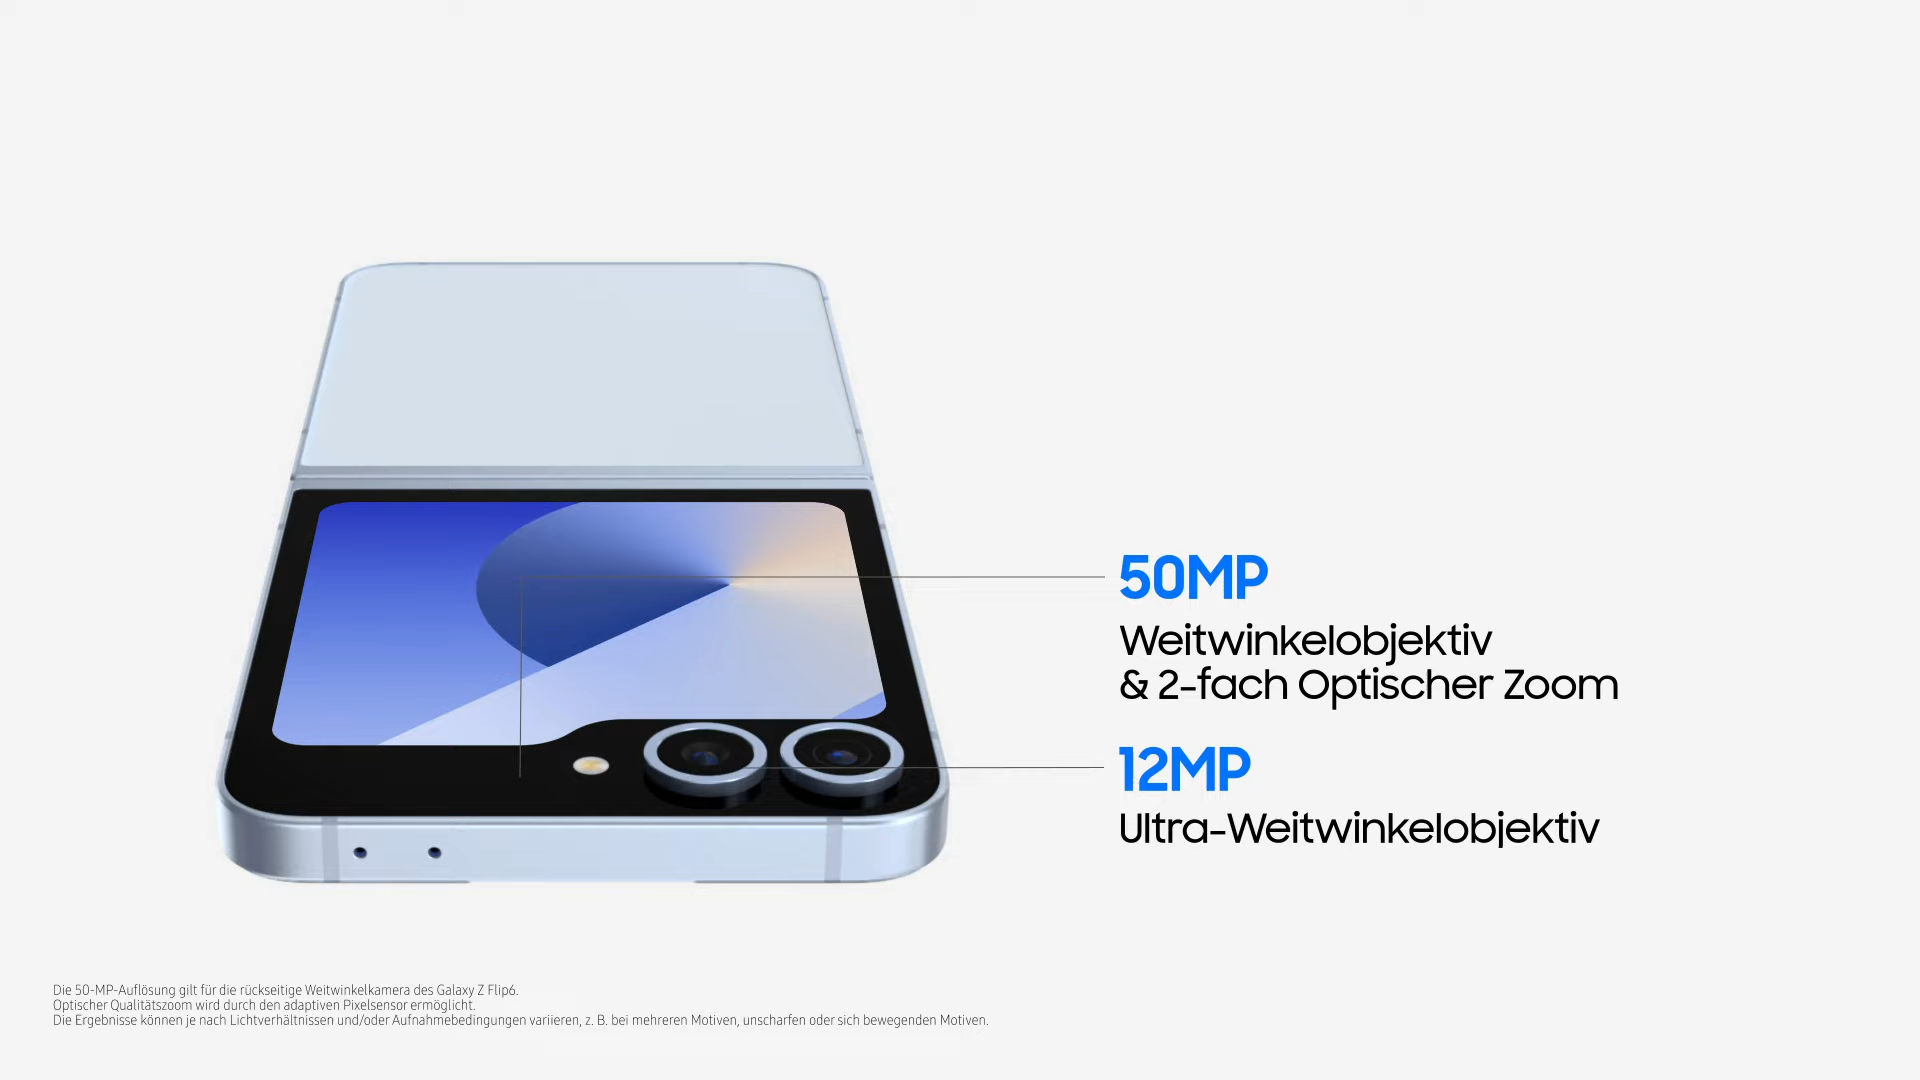 50MP
Weitwinkelobjektiv
& 2-fach Optischer Zoom
12MP
Ultra-Weitwinkelobjektiv
Die 50-MP-Auflösung gilt für die rückseitige Weitwinkelkamera des Galaxy Z Flip6.
Optischer Qualitätszoom wird durch den adaptiven Pixelsensor ermöglicht.
Die Ergebnisse können je nach Lichtverhältnissen und/oder Aufnahmebedingungen variieren, z. B. bei mehreren Motiven, unscharfen oder sich bewegenden Motiven.